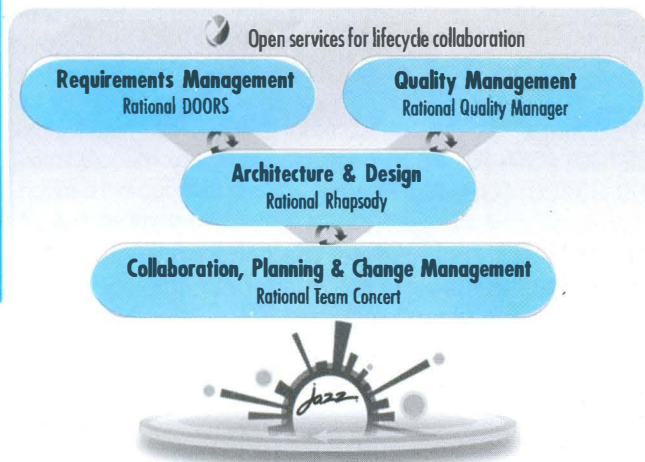 Open services for lifecycle collaboration
Requirements Management
Rational DOORS
Quality Management
Rational Quality Manager
Architecture & Design
Rational Rhapsody
Collaboration, Planning & Change Management
Rational Team Concert
jazz